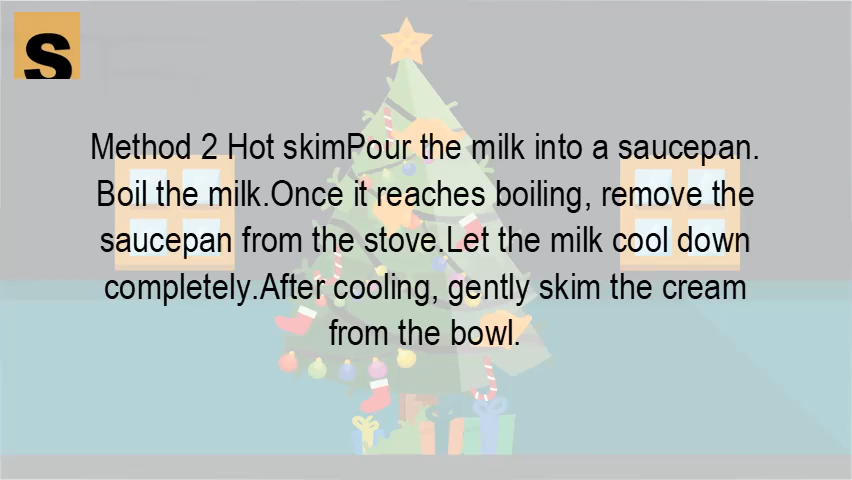 S
Method 2 Hot skimPour the milk into a saucepan.
Boil the milk.Once it reaches boiling, remove the
saucepan from the stove.Let the milk cool down
completely.After cooling, gently skim the cream
from the bowl.